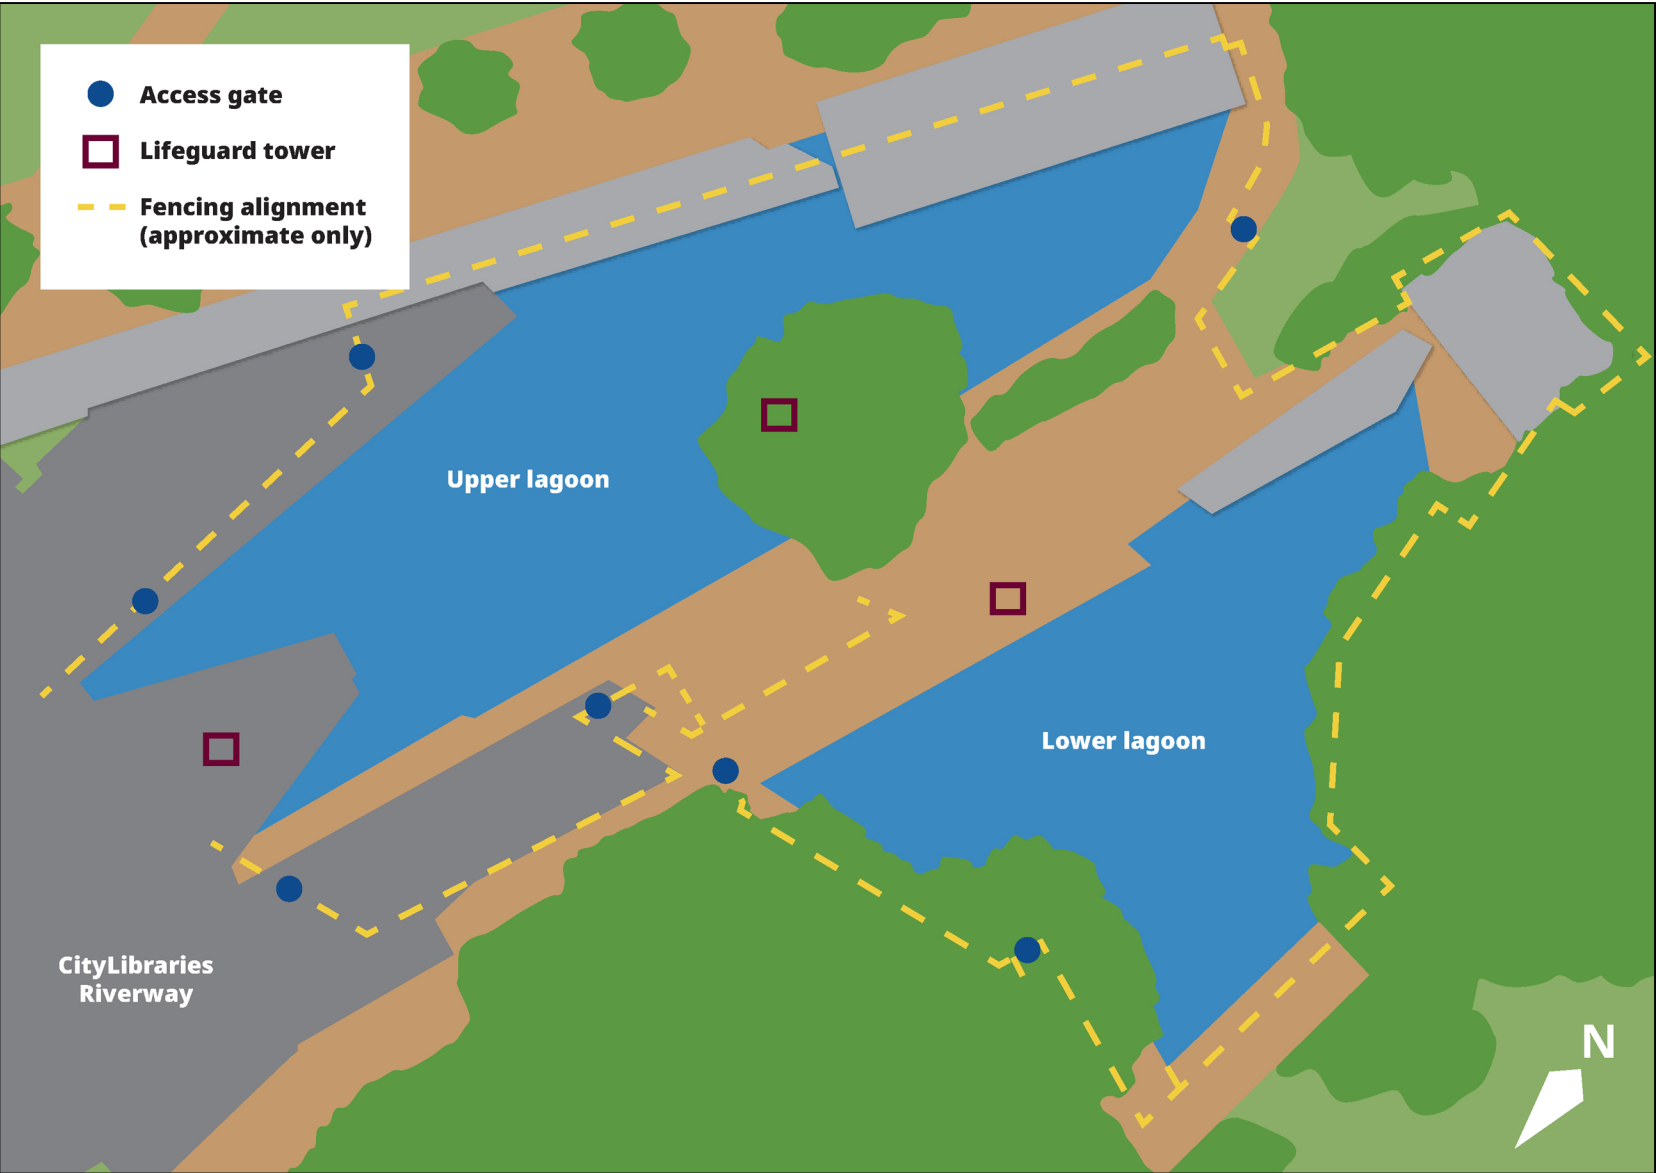 Access gate
Lifeguard tower
Fencing alignment
(approximate only)
Upper lagoon
Lower lagoon
CityLibraries
Riverway
N